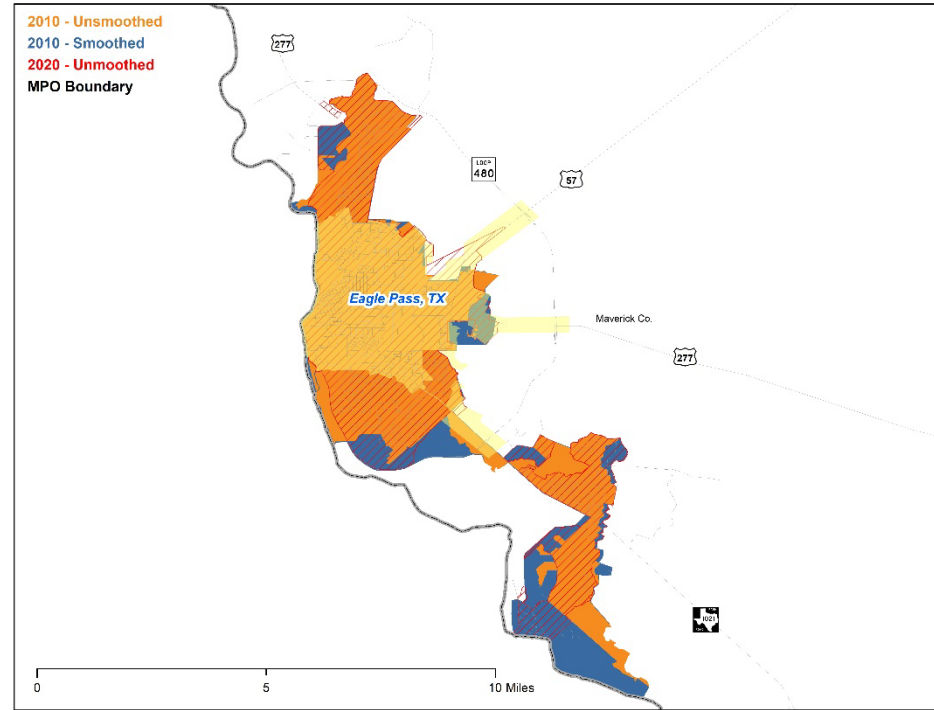 2010 - Unsmoothed
2010 - Smoothed
2020 - Unmoothed
MPO Boundary
277
LOOP
480
57
Eagle Pass, TX
Maverick Co.
277
1021
0
5
10 Miles